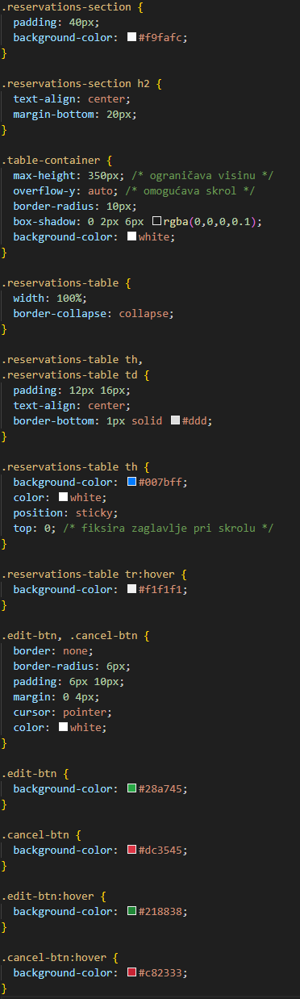 .reservations-section {
  padding: 40px;
  background-color: #f9fafc;
}

.reservations-section h2 {
  text-align: center;
  margin-bottom: 20px;
}

.table-container {
  max-height: 350px; /* ograničava visinu */
  overflow-y: auto; /* omogućava skrol */
  border-radius: 10px;
  box-shadow: 0 2px 6px rgba(0,0,0,0.1);
  background-color: white;
}

.reservations-table {
  width: 100%;
  border-collapse: collapse;
}

.reservations-table th,
.reservations-table td {
  padding: 12px 16px;
  text-align: center;
  border-bottom: 1px solid #ddd;
}

.reservations-table th {
  background-color: #007bff;
  color: white;
  position: sticky;
  top: 0; /* fiksira zaglavlje pri skrolu */
}

.reservations-table tr:hover {
  background-color: #f1f1f1;
}

.edit-btn, .cancel-btn {
  border: none;
  border-radius: 6px;
  padding: 6px 10px;
  margin: 0 4px;
  cursor: pointer;
  color: white;
}

.edit-btn {
  background-color: #28a745;
}

.cancel-btn {
  background-color: #dc3545;
}

.edit-btn:hover {
  background-color: #218838;
}

.cancel-btn:hover {
  background-color: #c82333;
}